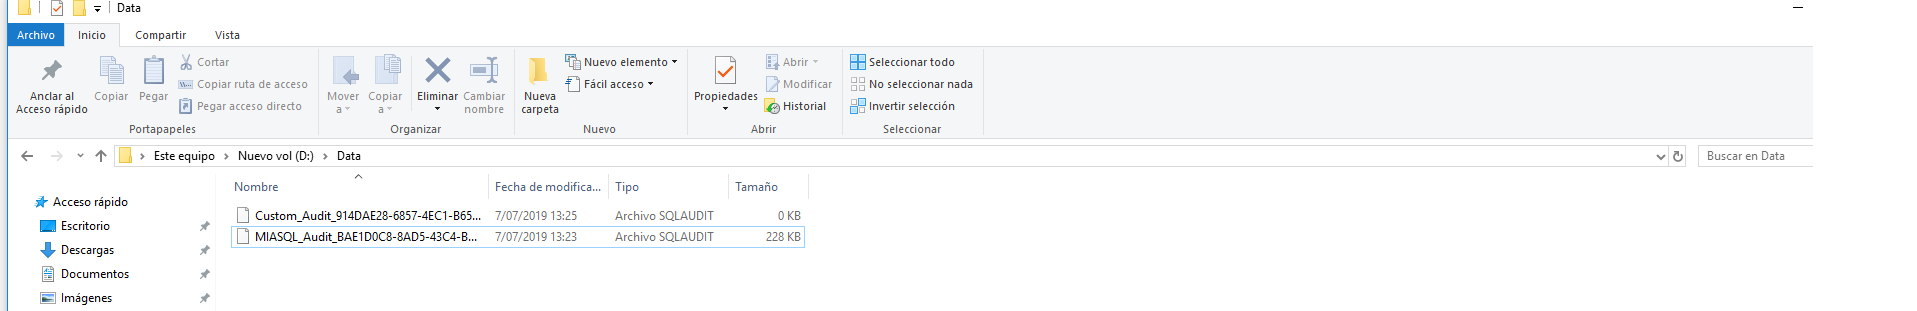 Data
Archivo Inicio Compartir Vista
Anclar al
Acceso rápido
Copiar
Pegar
Cortar
Copiar ruta de acceso
Pegar acceso directo
Portapapeles
Mover
a
Copiar
a
Eliminar
Cambiar
nombre
Organizar
Nueva
carpeta
Nuevo elemento
Fácil acceso
Nuevo
Propiedades
Abrir
Modificar
Historial
Abrir
Seleccionar todo
No seleccionar nada
Invertir selección
Seleccionar
Este equipo > Nuevo vol (D:) > Data
Buscar en Data
Acceso rápido
Escritorio
Descargas
Documentos
Imágenes
Nombre Fecha de modifica... Tipo Tamaño
Custom_Audit_914DAE28-6857-4EC1-B65... 7/07/2019 13:25 Archivo SQLAUDIT 0 KB
MIASQL_Audit_BAE1D0C8-8AD5-43C4-B... 7/07/2019 13:23 Archivo SQLAUDIT 228 KB